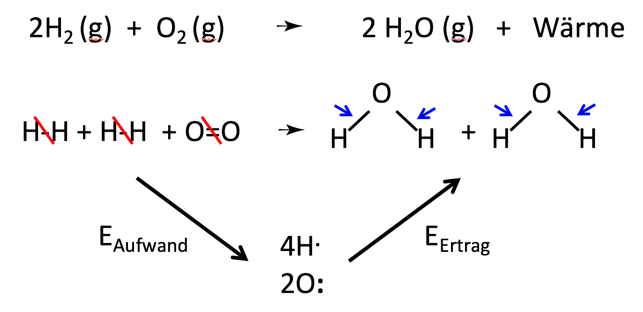 2H₂ (g) + O₂ (g) → 2 H₂O (g) + Wärme
H-H + H-H + O=O → O H H + O H H
E_Aufwand 4H· E_Ertrag
2O: